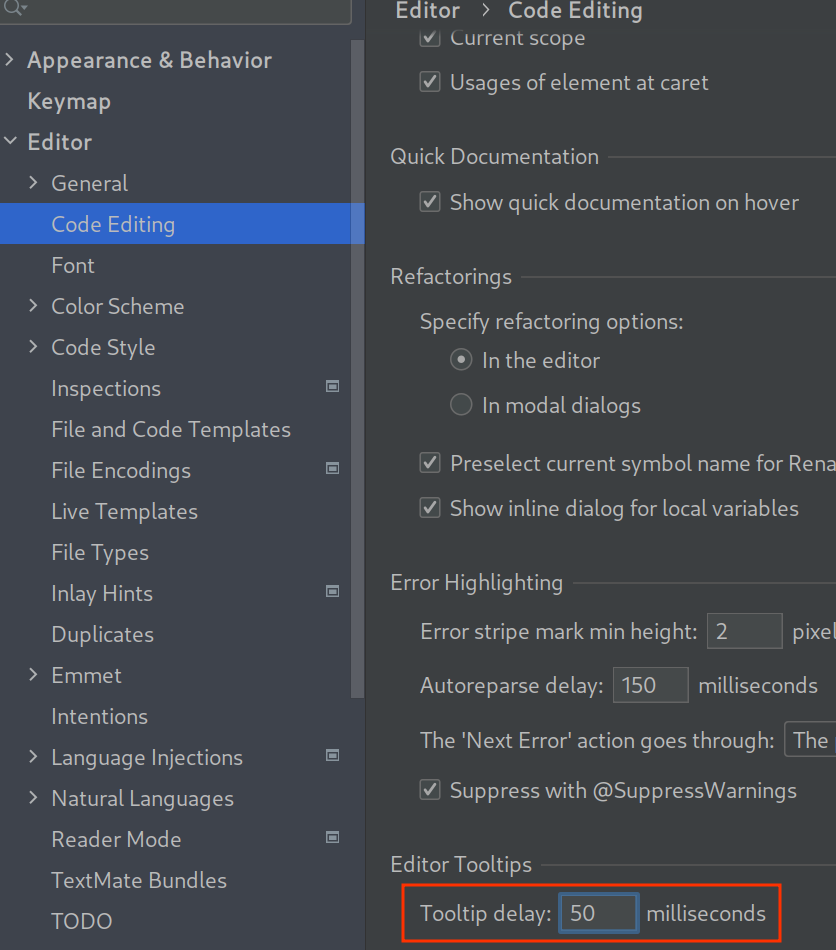 Appearance & Behavior
Keymap
Editor
General
Code Editing
Font
Color Scheme
Code Style
Inspections
File and Code Templates
File Encodings
Live Templates
File Types
Inlay Hints
Duplicates
Emmet
Intentions
Language Injections
Natural Languages
Reader Mode
TextMate Bundles
TODO
Editor › Code Editing
Current scope
Usages of element at caret
Quick Documentation
Show quick documentation on hover
Refactorings
Specify refactoring options:
In the editor
In modal dialogs
Preselect current symbol name for Rena
Show inline dialog for local variables
Error Highlighting
Error stripe mark min height: 2 pixel
Autoreparse delay: 150 milliseconds
The 'Next Error' action goes through: The
Suppress with @SuppressWarnings
Editor Tooltips
Tooltip delay: 50 milliseconds